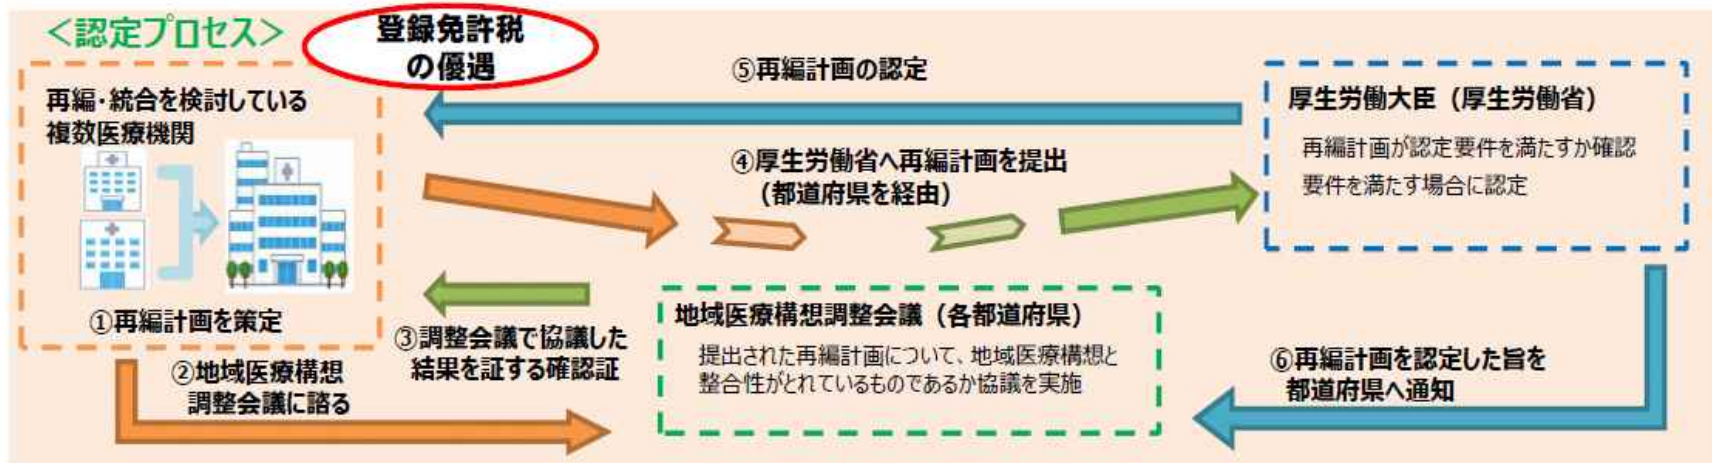 ＜認定プロセス＞
登録免許税
の優遇
再編・統合を検討している
複数医療機関
①再編計画を策定
②地域医療構想
調整会議に諮る
③調整会議で協議した
結果を証する確認証
④厚生労働省へ再編計画を提出
（都道府県を経由）
⑤再編計画の認定
厚生労働大臣（厚生労働省）
再編計画が認定要件を満たすか確認
要件を満たす場合に認定
地域医療構想調整会議（各都道府県）
提出された再編計画について、地域医療構想と
整合性がとれているものであるか協議を実施
⑥再編計画を認定した旨を
都道府県へ通知